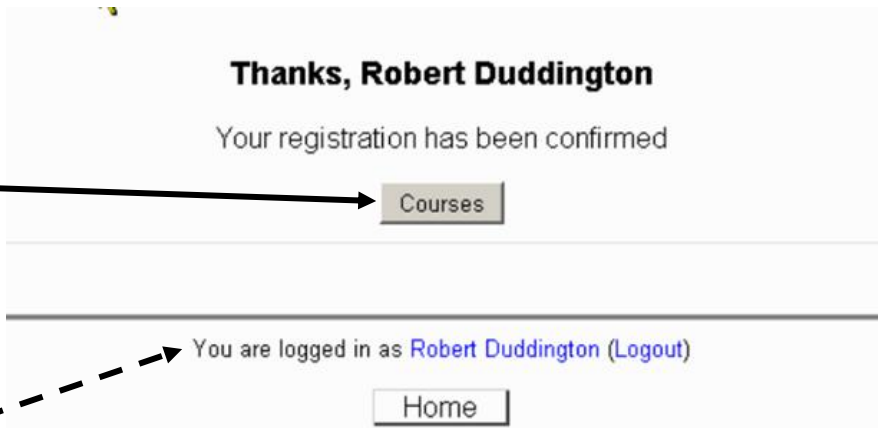 Thanks, Robert Duddington
Your registration has been confirmed
Courses
You are logged in as Robert Duddington (Logout)
Home